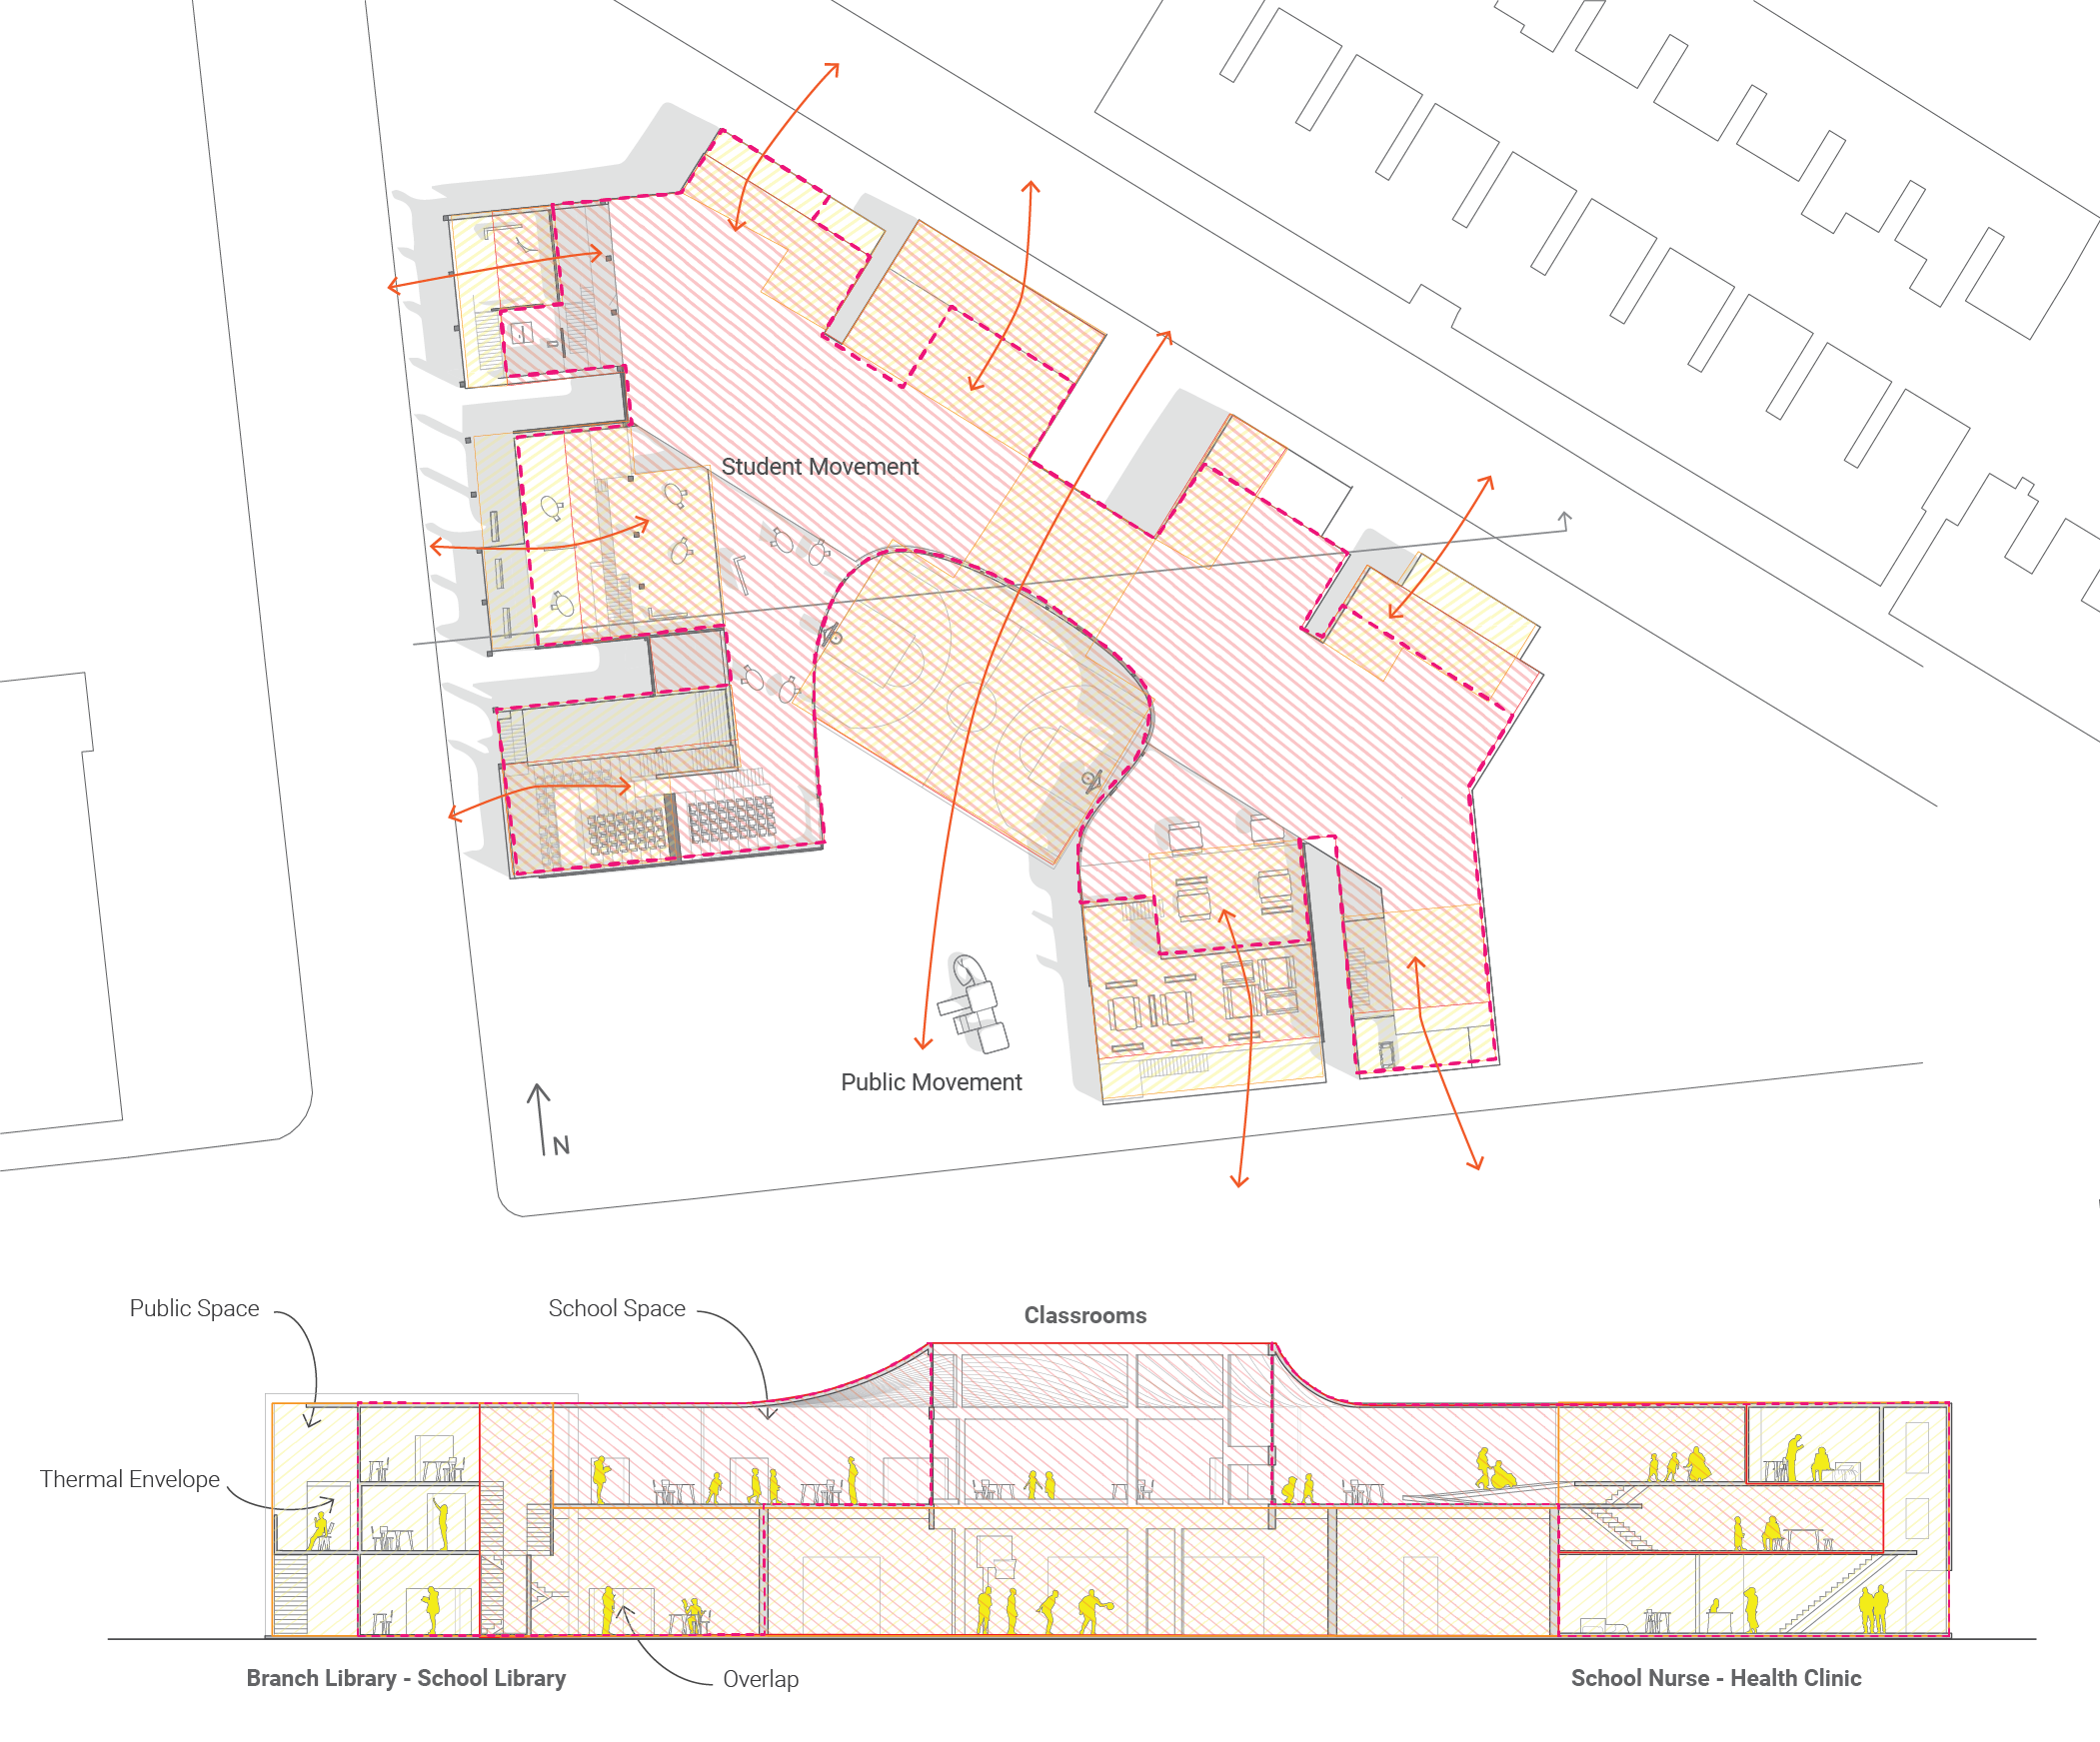 Student Movement
Public Movement
N
Public Space
School Space
Classrooms
Thermal Envelope
Branch Library - School Library
Overlap
School Nurse - Health Clinic